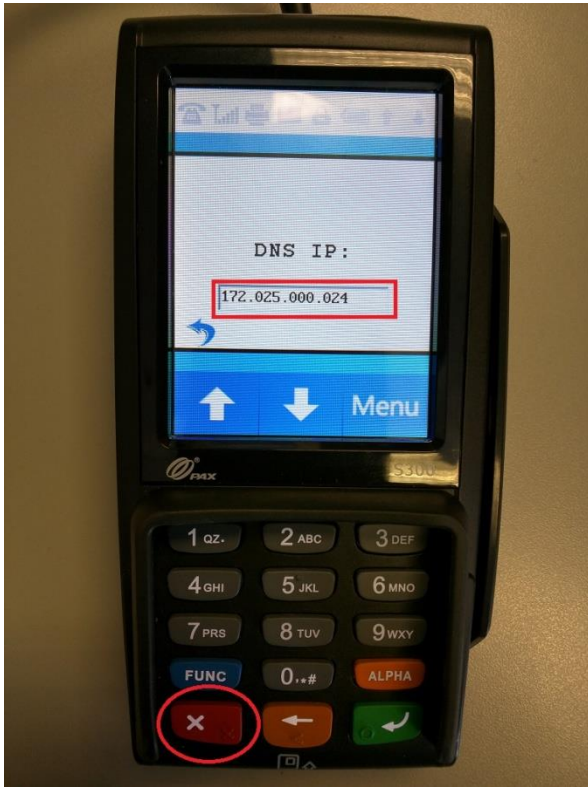 DNS IP:
172.025.000.024
Menu
PAX
S300
1 QZ. 2 ABC 3 DEF
4 GHI 5 JKL 6 MNO
7 PRS 8 TUV 9 WXY
FUNC 0,*# ALPHA